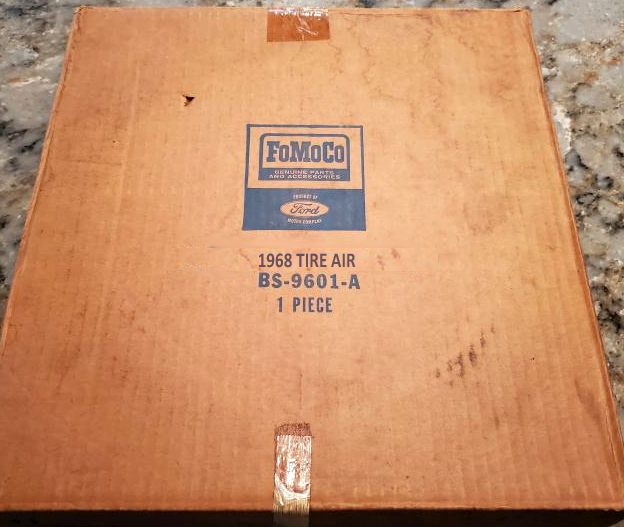 FoMoCo
GENUINE PARTS
AND ACCESSORIES
PRODUCT OF
Ford
MOTOR COMPANY
1968 TIRE AIR
BS-9601-A
1 PIECE